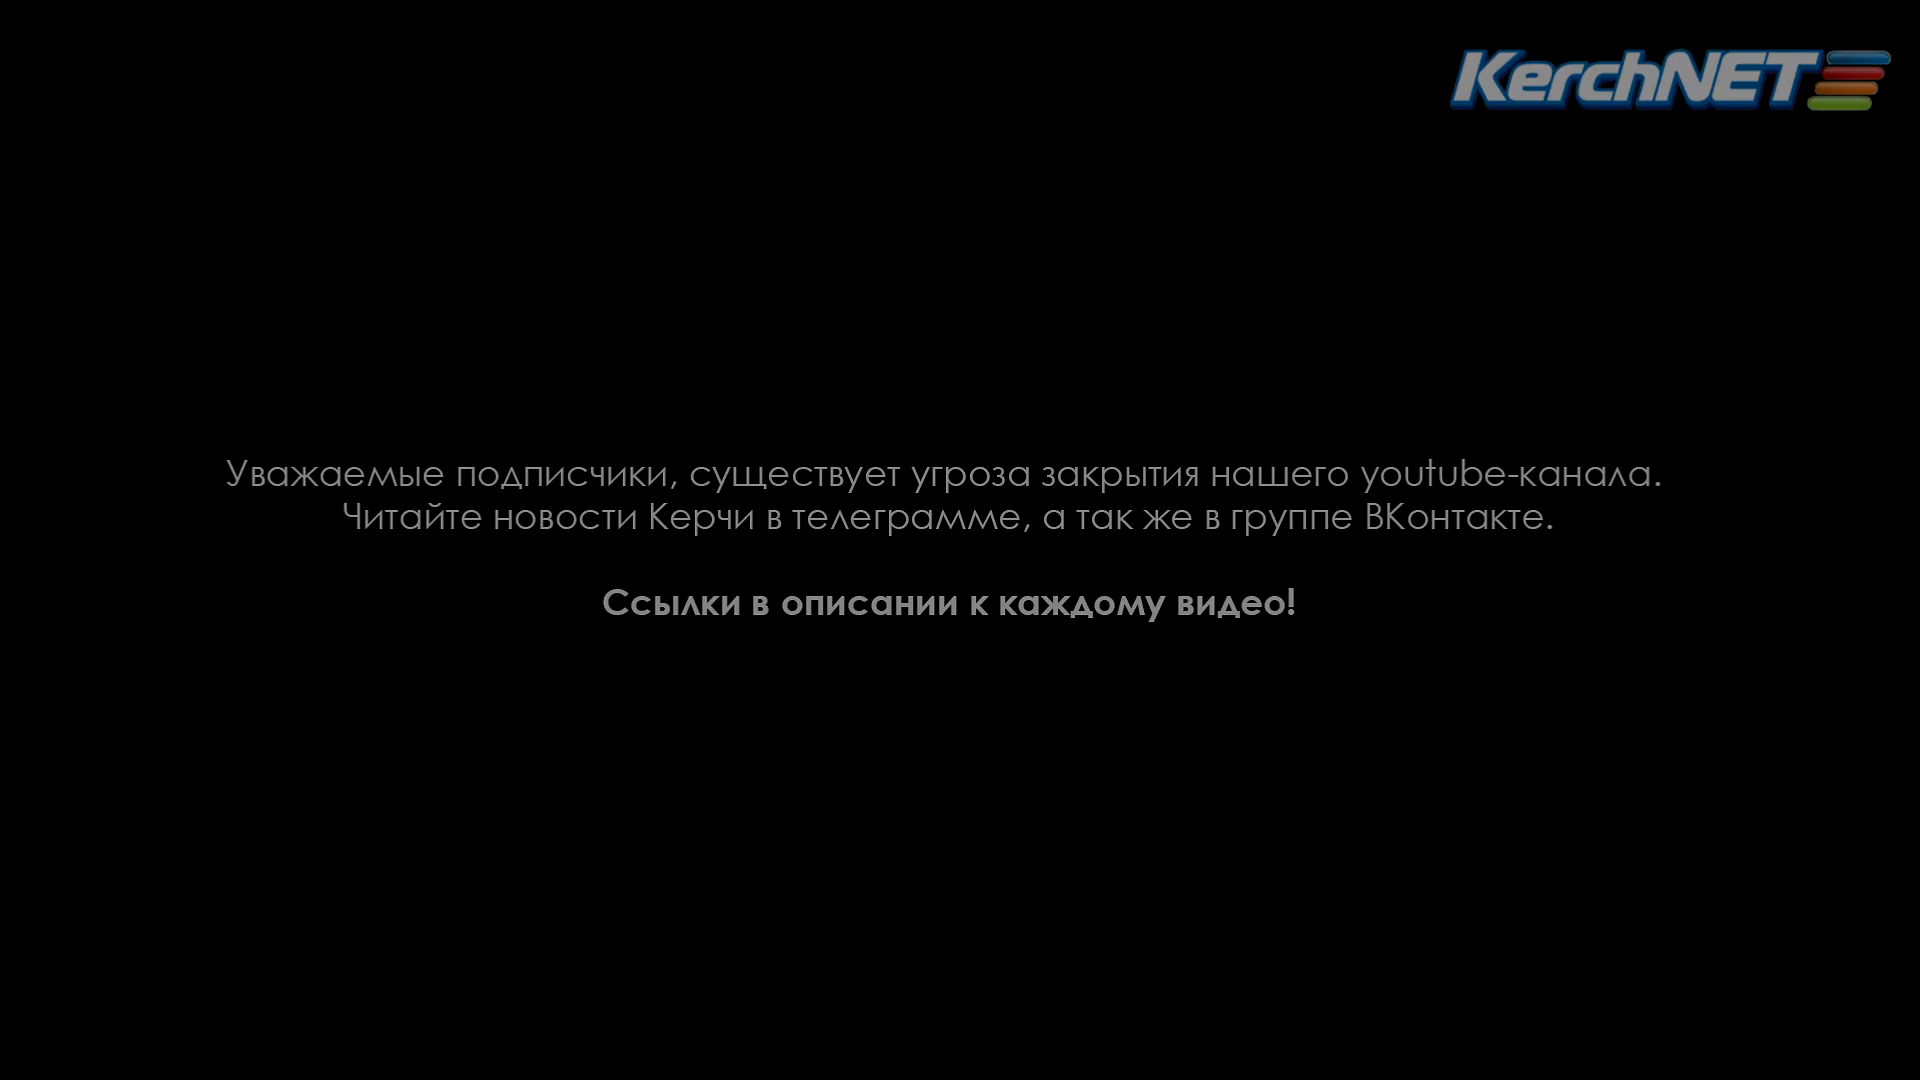 KerchNET
Уважаемые подписчики, существует угроза закрытия нашего youtube-канала.
Читайте новости Керчи в телеграмме, а так же в группе ВКонтакте.
Ссылки в описании к каждому видео!